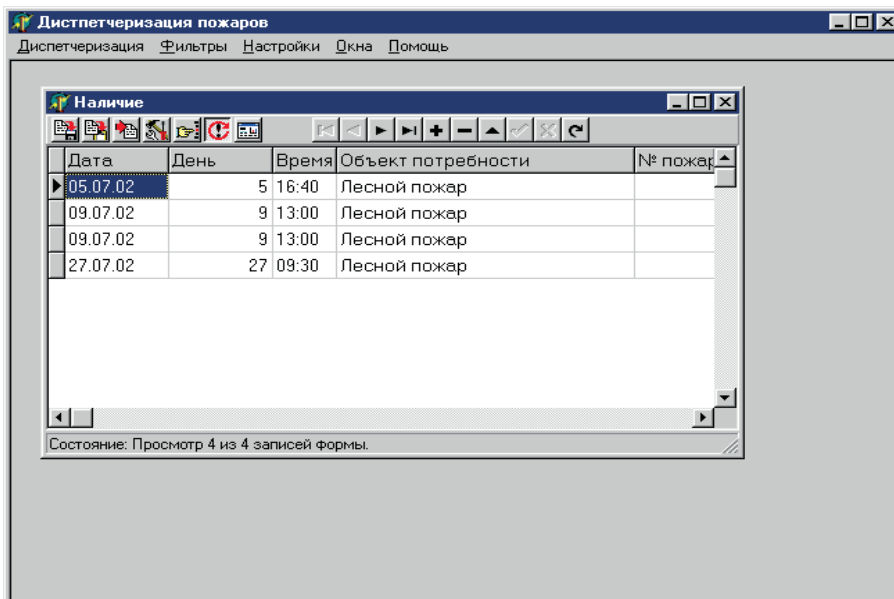 Дистпетчеризация пожаров
Диспетчеризация Фильтры Настройки Окна Помощь
Наличие
Дата День Время Объект потребности № пожар
05.07.02 5 16:40 Лесной пожар
09.07.02 9 13:00 Лесной пожар
09.07.02 9 13:00 Лесной пожар
27.07.02 27 09:30 Лесной пожар
Состояние: Просмотр 4 из 4 записей формы.